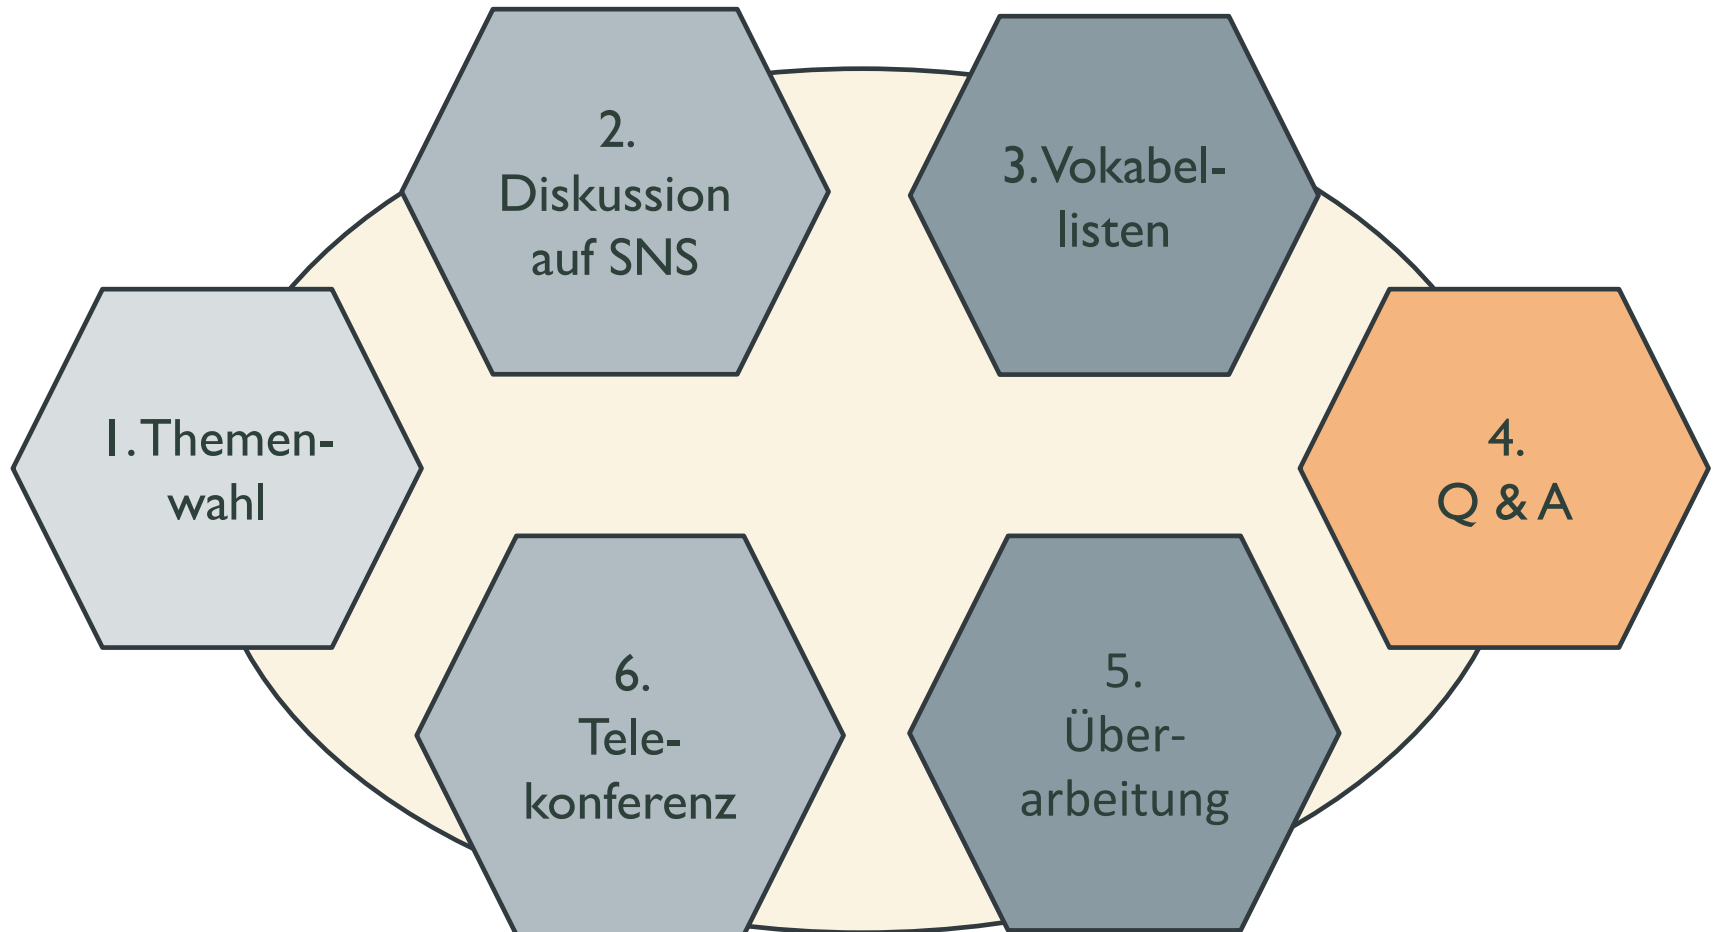 1. Themen-
wahl
2.
Diskussion
auf SNS
3. Vokabel-
listen
4.
Q & A
5.
Über-
arbeitung
6.
Tele-
konferenz